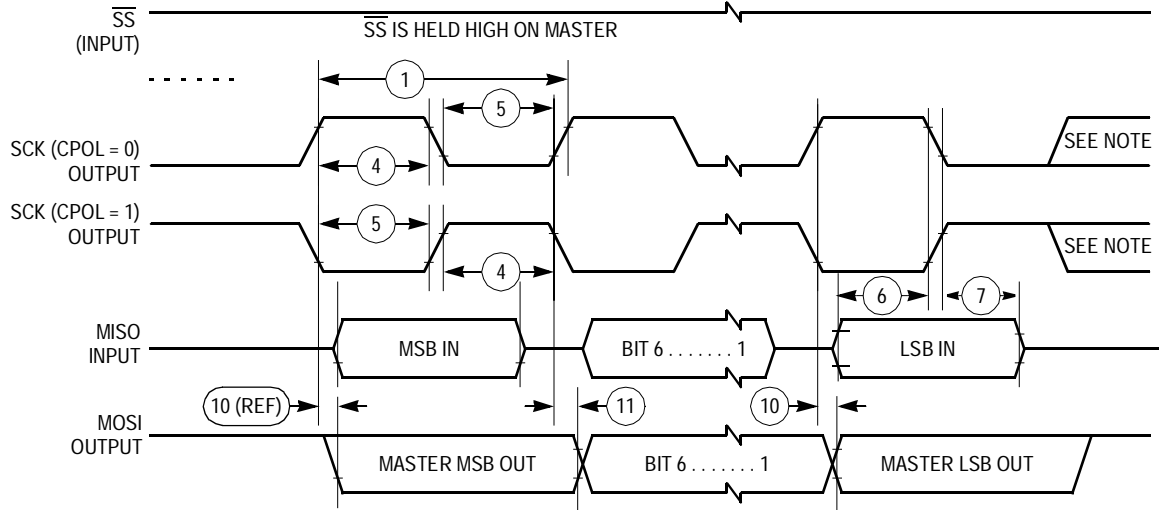 SS
(INPUT)
SS IS HELD HIGH ON MASTER
1
5
SCK (CPOL = 0)
OUTPUT
4
SEE NOTE
SCK (CPOL = 1)
OUTPUT
5
SEE NOTE
4
6
7
MISO
INPUT
MSB IN
BIT 6 . . . . . . . 1
LSB IN
10 (REF)
11
10
MOSI
OUTPUT
MASTER MSB OUT
BIT 6 . . . . . . . 1
MASTER LSB OUT